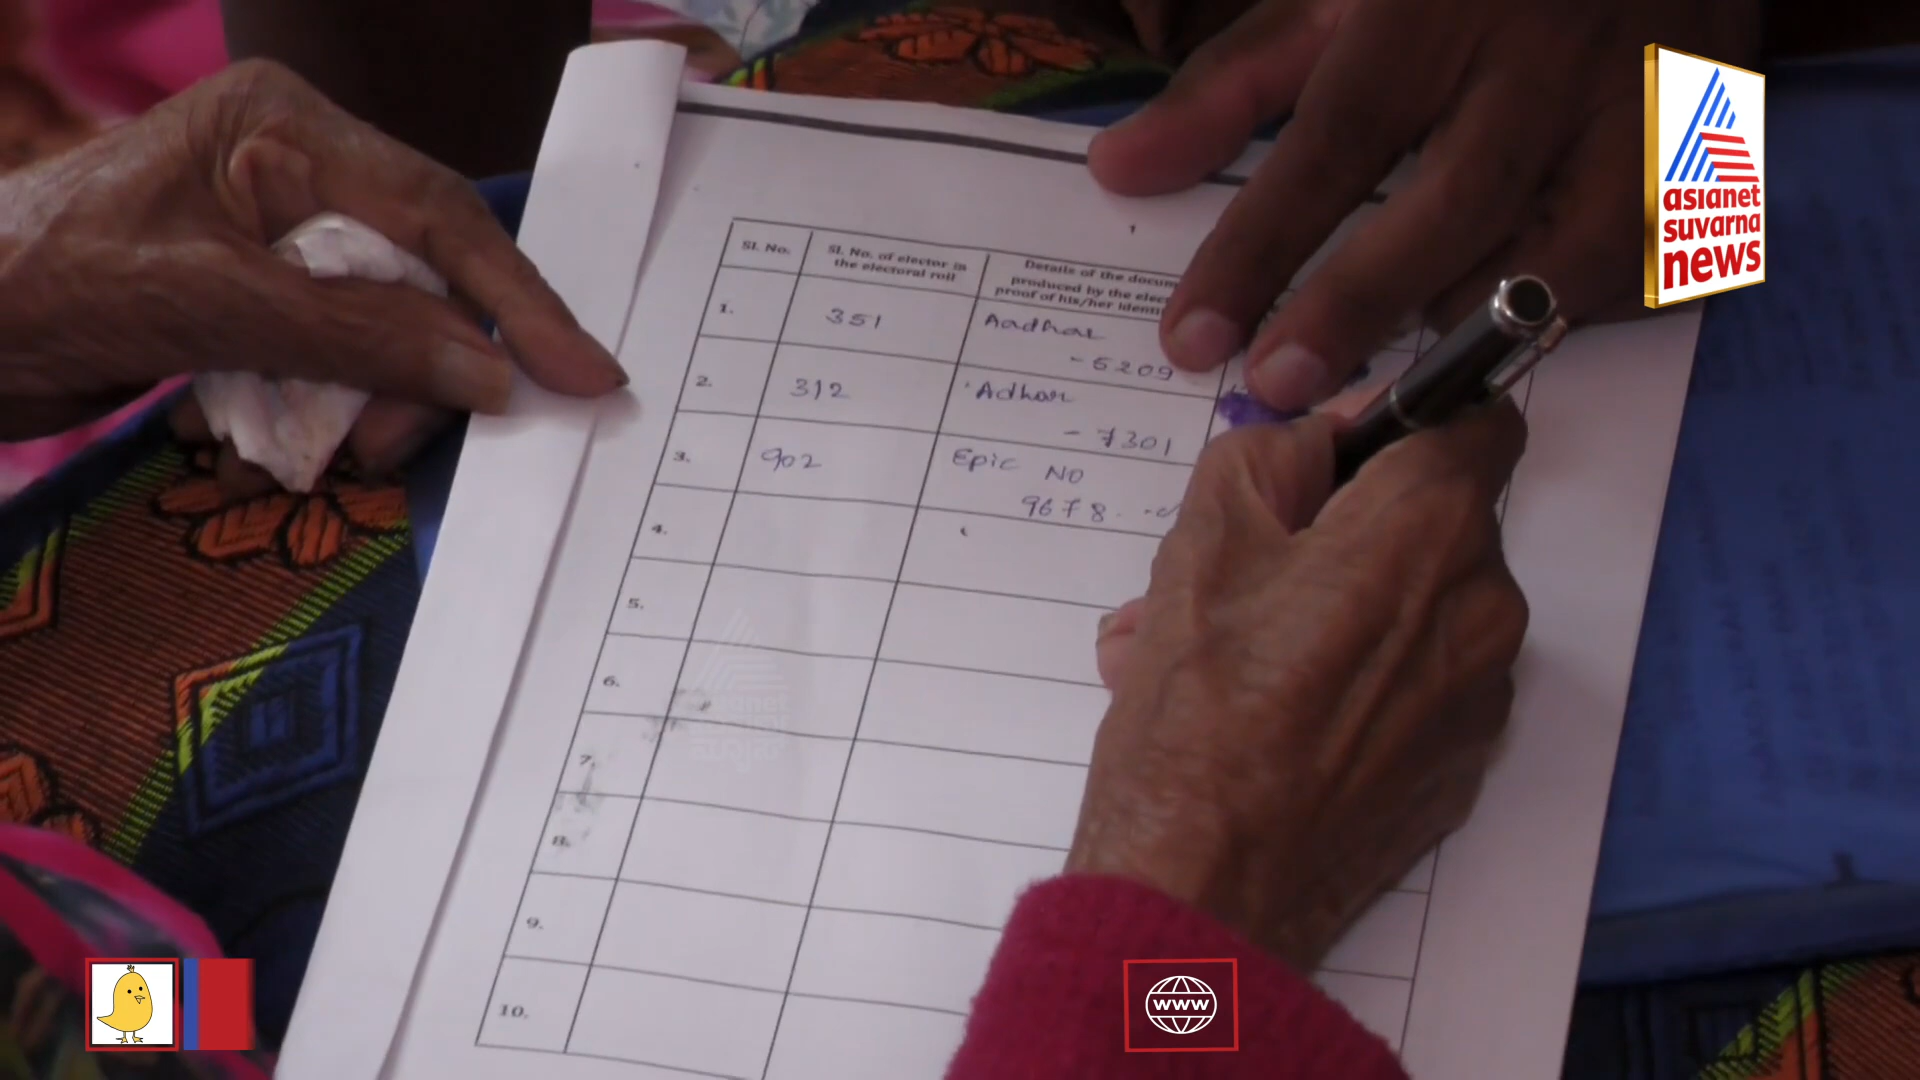 asianet
suvarna
news
1
Sl. No.
Sl. No. of elector in
the electoral roll
Details of the docum
produced by the elec
proof of his/her identi
1.
351
Aadhar
- 6209
2.
312
Adhar
- 7301
3.
902
Epic NO
9678.
4.
5.
6.
7.
8.
9.
10.
www